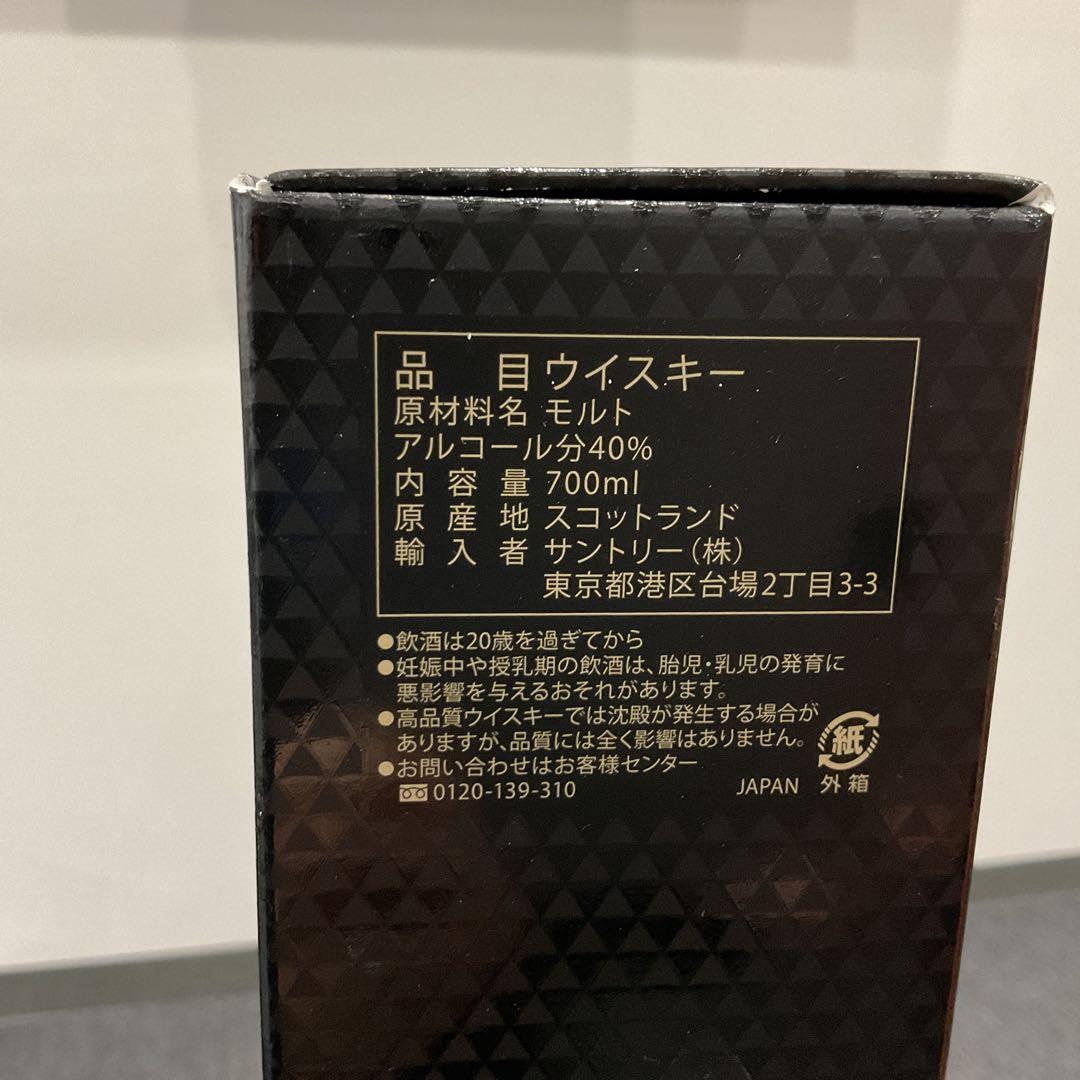 品目 ウイスキー
原材料名 モルト
アルコール分40%
内容量 700ml
原産地 スコットランド
輸入者 サントリー(株)
東京都港区台場2丁目3-3
●飲酒は20歳を過ぎてから
●妊娠中や授乳期の飲酒は、胎児・乳児の発育に
悪影響を与えるおそれがあります。
●高品質ウイスキーでは沈殿が発生する場合が
ありますが、品質には全く影響はありません。
●お問い合わせはお客様センター
0120-139-310
JAPAN
紙
外箱